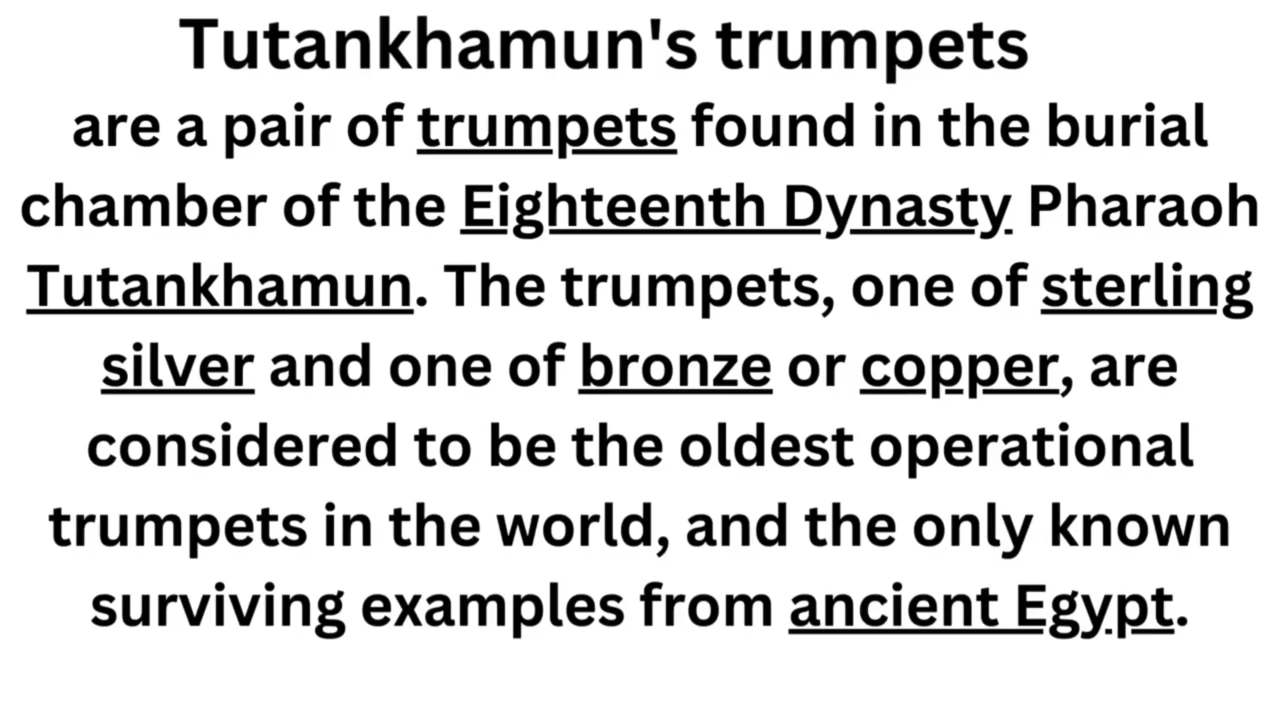 Tutankhamun's trumpets
are a pair of trumpets found in the burial
chamber of the Eighteenth Dynasty Pharaoh
Tutankhamun. The trumpets, one of sterling
silver and one of bronze or copper, are
considered to be the oldest operational
trumpets in the world, and the only known
surviving examples from ancient Egypt.